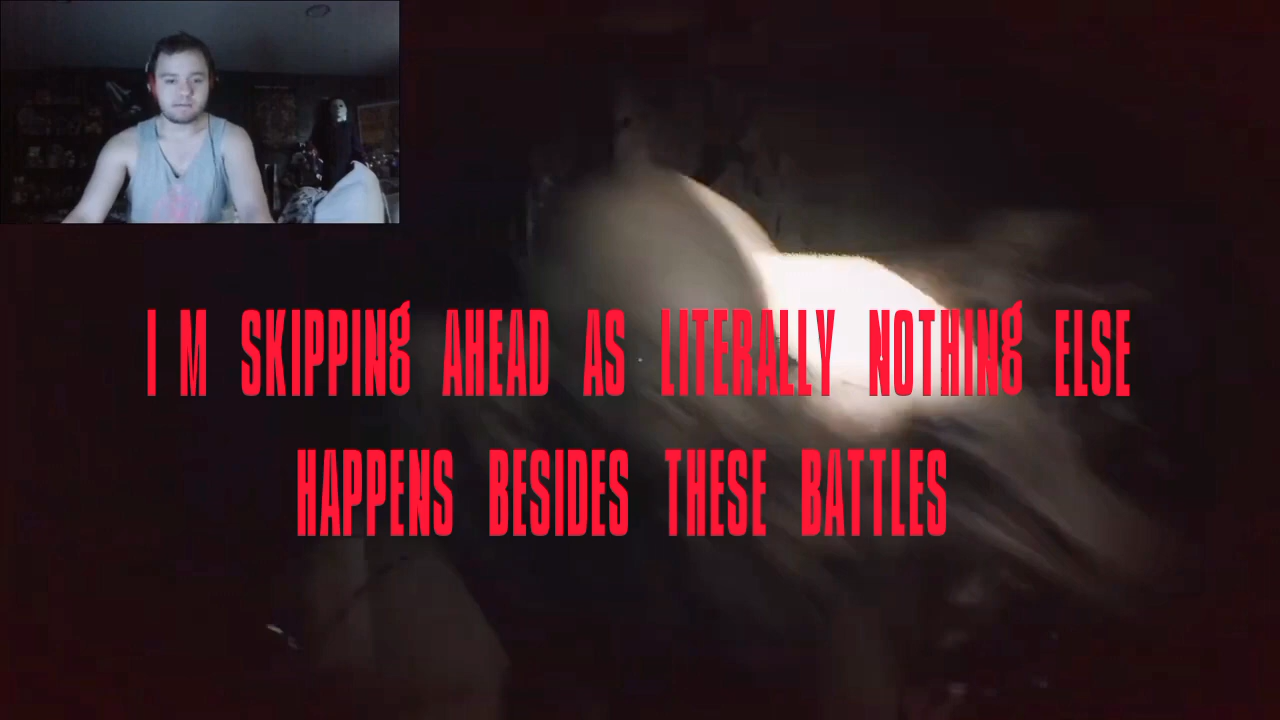 I M SKIPPING AHEAD AS LITERALLY NOTHING ELSE
HAPPENS BESIDES THESE BATTLES